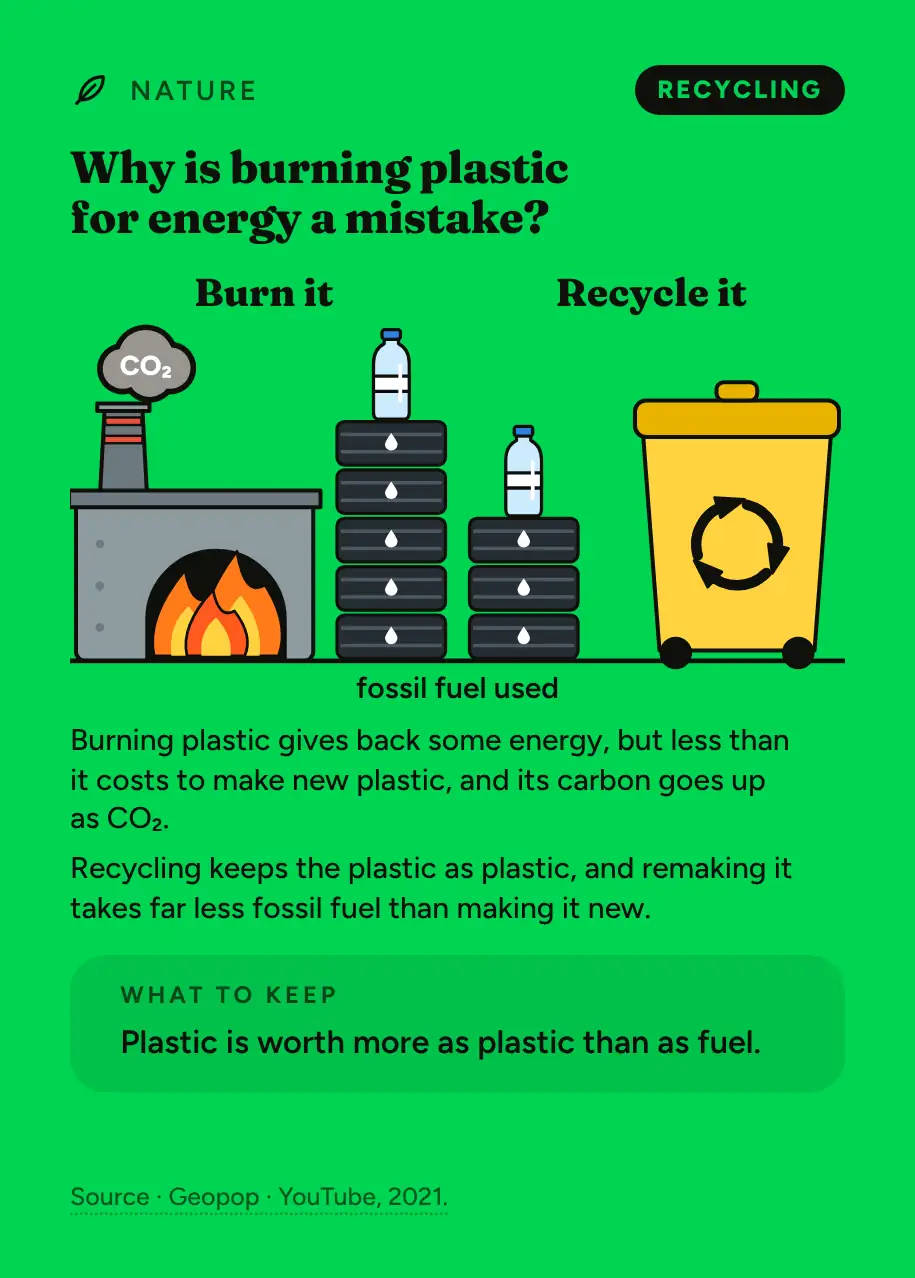 NATURE
RECYCLING
Why is burning plastic
for energy a mistake?
Burn it
Recycle it
CO₂
fossil fuel used
Burning plastic gives back some energy, but less than
it costs to make new plastic, and its carbon goes up
as CO₂.
Recycling keeps the plastic as plastic, and remaking it
takes far less fossil fuel than making it new.
WHAT TO KEEP
Plastic is worth more as plastic than as fuel.
Source · Geopop · YouTube, 2021.